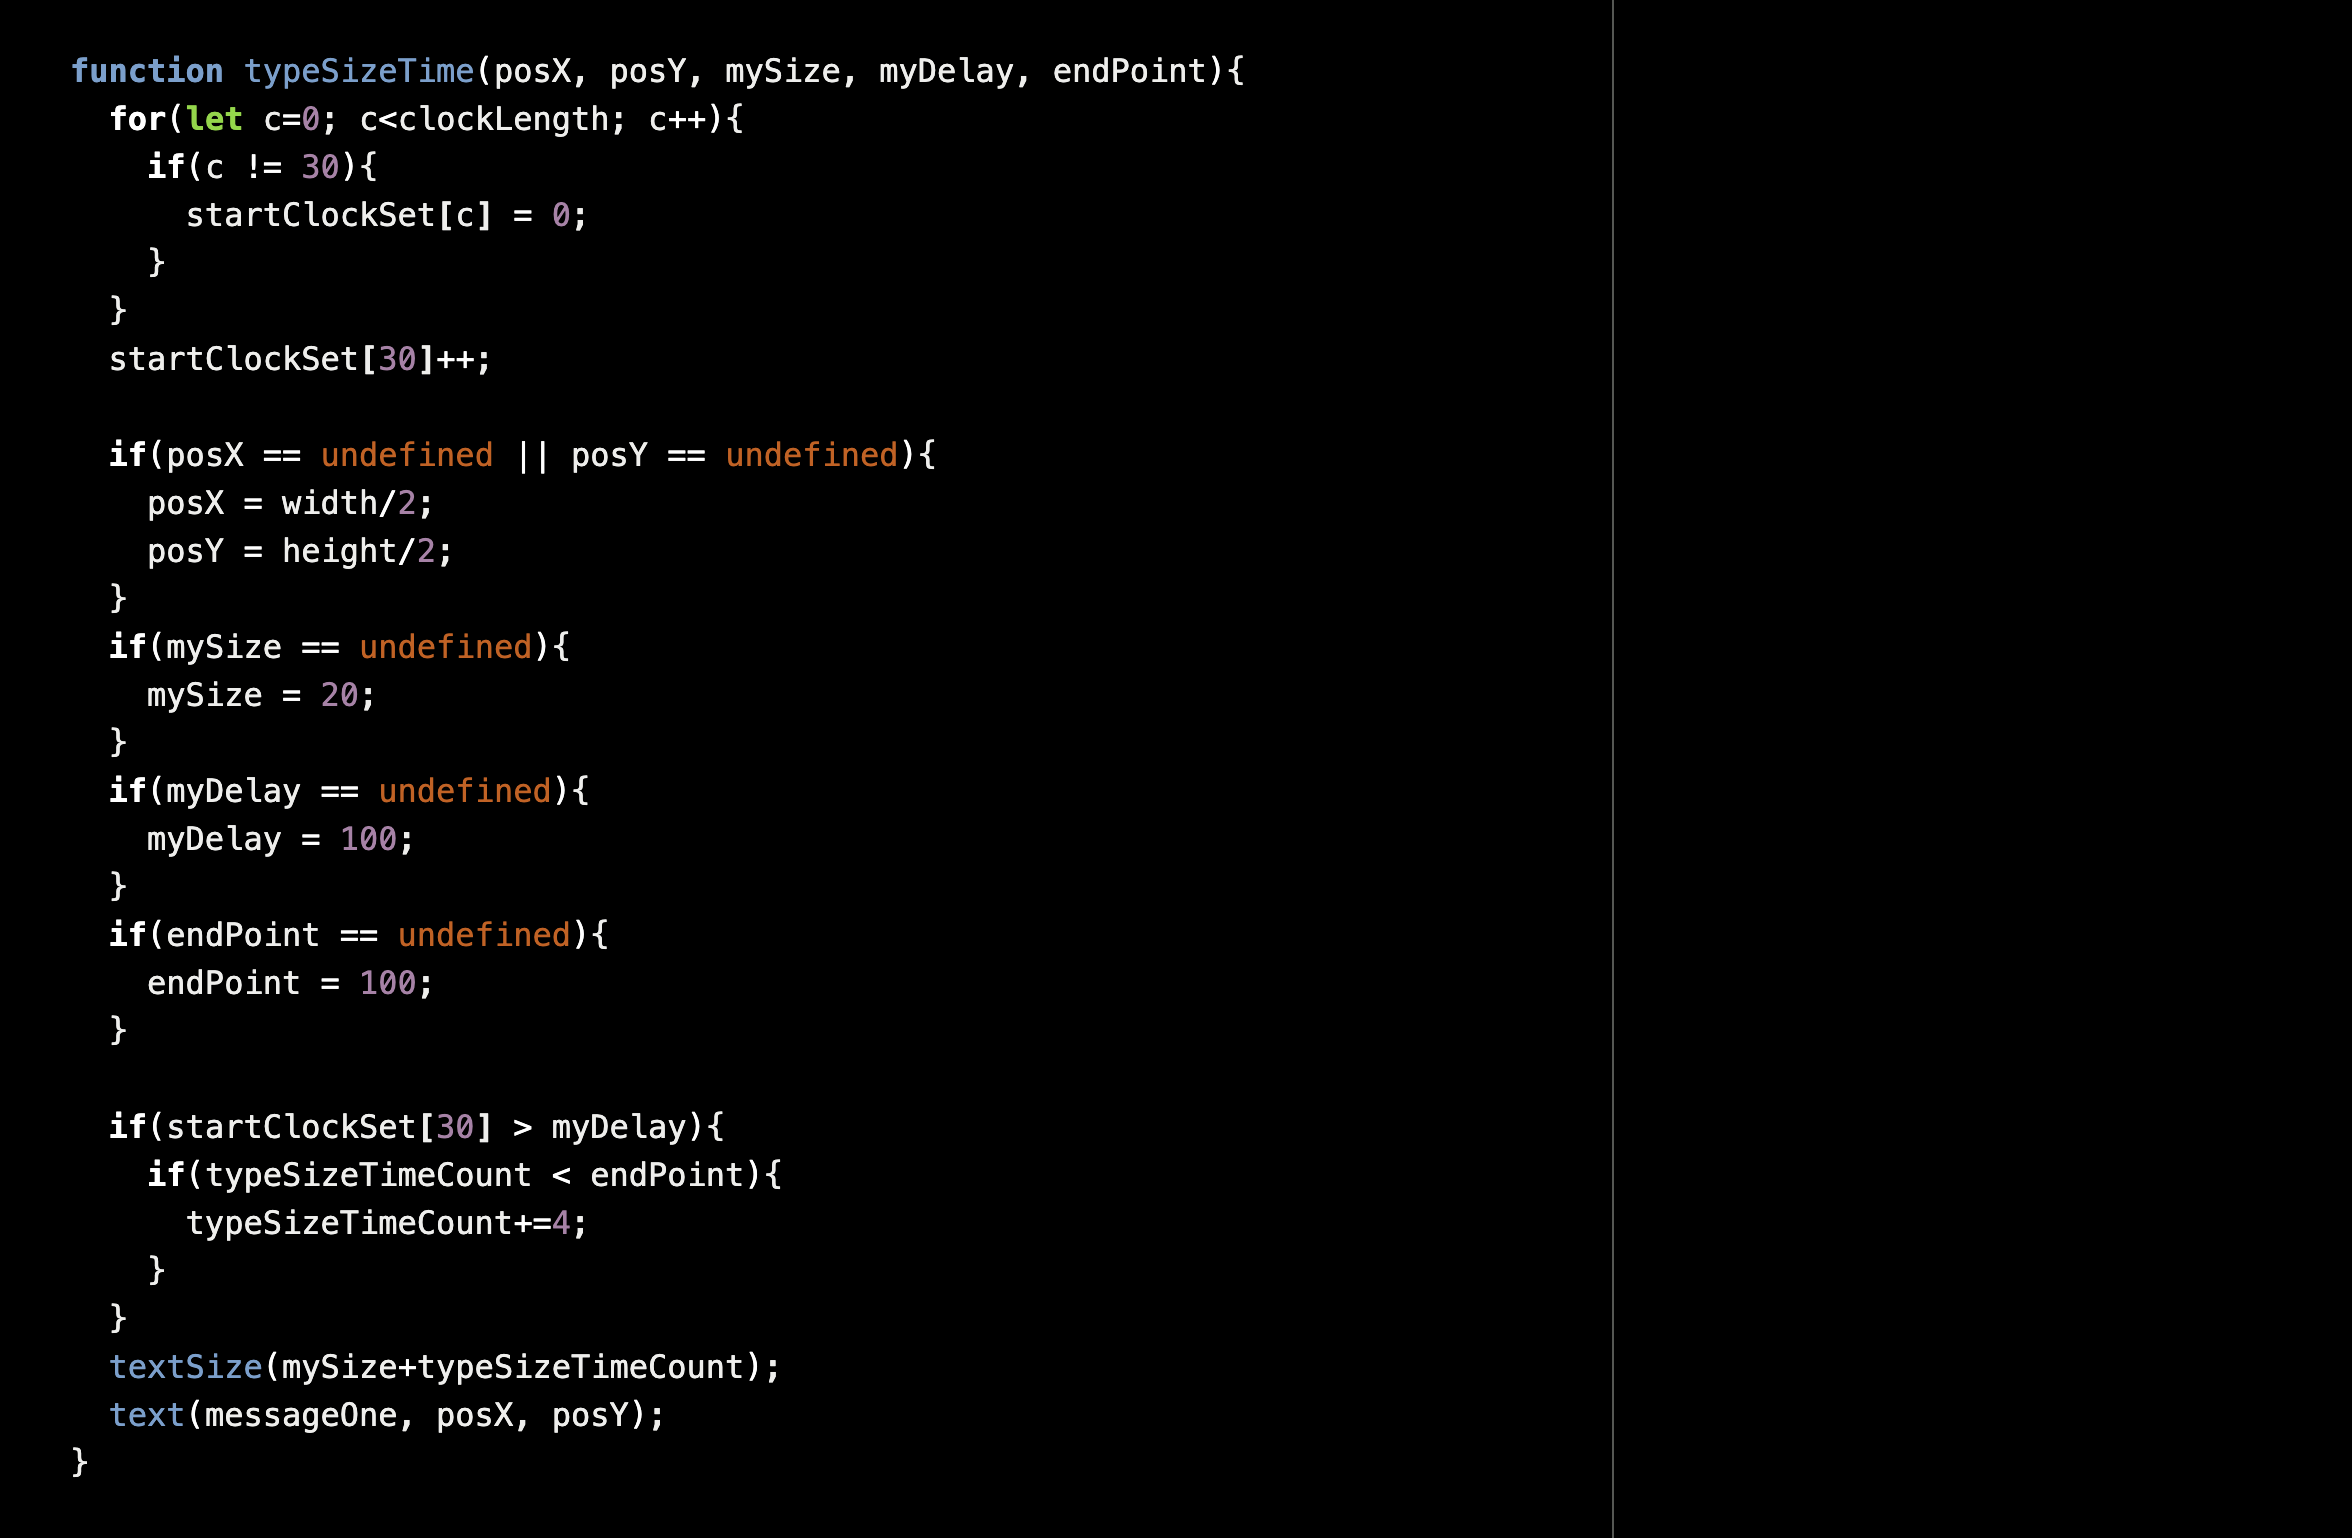 function typeSizeTime(posX, posY, mySize, myDelay, endPoint){
  for(let c=0; c<clockLength; c++){
    if(c != 30){
      startClockSet[c] = 0;
    }
  }
  startClockSet[30]++;

  if(posX == undefined || posY == undefined){
    posX = width/2;
    posY = height/2;
  }
  if(mySize == undefined){
    mySize = 20;
  }
  if(myDelay == undefined){
    myDelay = 100;
  }
  if(endPoint == undefined){
    endPoint = 100;
  }

  if(startClockSet[30] > myDelay){
    if(typeSizeTimeCount < endPoint){
      typeSizeTimeCount+=4;
    }
  }
  textSize(mySize+typeSizeTimeCount);
  text(messageOne, posX, posY);
}